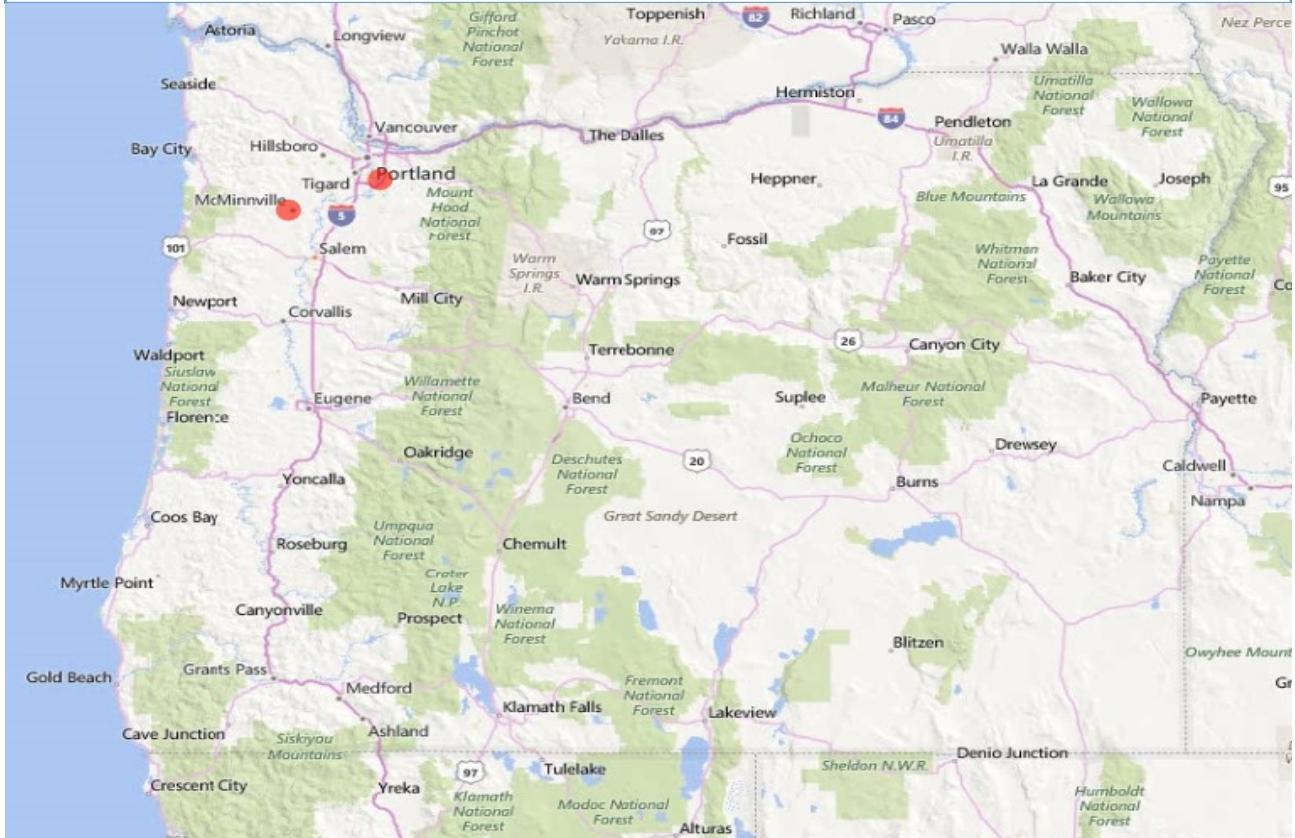 Astoria
Longview
Gifford
Pinchot
National
Forest
Toppenish
Yakama I.R.
82
Richland
Pasco
Nez Perce
Walla Walla
Seaside
Hermiston
Umatilla
National
Forest
Wallowa
National
Forest
84
Pendleton
Umatilla
I.R.
Vancouver
The Dalles
Bay City
Hillsboro
Portland
Tigard
McMinnville
5
Mount
Hood
National
Forest
Heppner
La Grande
Joseph
95
Blue Mountains
Wallowa
Mountains
101
Salem
97
Fossil
Warm
Springs
I.R.
Warm Springs
Whitman
National
Forest
Baker City
Payette
National
Forest
Co
Newport
Mill City
Corvallis
Waldport
Siuslaw
National
Forest
Terrebonne
26
Canyon City
Willamette
National
Forest
Malheur National
Forest
Eugene
Bend
Suplee
Payette
Florence
Oakridge
Deschutes
National
Forest
20
Ochoco
National
Forest
Drewsey
Caldwell
Yoncalla
Burns
Nampa
Coos Bay
Great Sandy Desert
Umpqua
National
Forest
Roseburg
Chemult
Myrtle Point
Crater
Lake
N.P.
Canyonville
Prospect
Winema
National
Forest
Blitzen
Owyhee Mount
Gold Beach
Grants Pass
Medford
Fremont
National
Forest
Gr
Klamath Falls
Lakeview
Cave Junction
Siskiyou
Mountains
Ashland
Denio Junction
Crescent City
Yreka
97
Tulelake
Sheldon N.W.R.
Klamath
National
Forest
Modoc National
Forest
Humboldt
National
Forest
Alturas